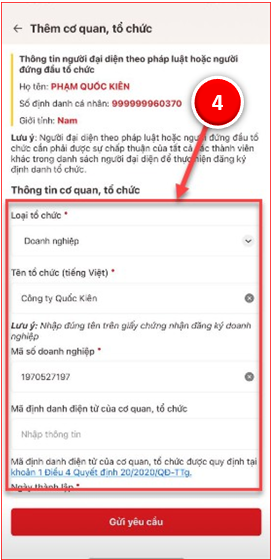 ← Thêm cơ quan, tổ chức
Thông tin người đại diện theo pháp luật hoặc người
đứng đầu tổ chức
Họ tên: PHẠM QUỐC KIÊN
Số định danh cá nhân: 999999960370
Giới tính: Nam
4
Lưu ý: Người đại diện theo pháp luật hoặc người đứng đầu tổ
chức cần phải được sự chấp thuận của tất cả các thành viên
khác trong danh sách người đại diện để thực hiện đăng ký
định danh tổ chức.
Thông tin cơ quan, tổ chức
Loại tổ chức *
Doanh nghiệp
Tên tổ chức (tiếng Việt) *
Công ty Quốc Kiên
Lưu ý: Nhập đúng tên trên giấy chứng nhận đăng ký doanh
nghiệp
Mã số doanh nghiệp *
1970527197
Mã định danh điện tử của cơ quan, tổ chức
Nhập thông tin
Mã định danh điện tử của cơ quan, tổ chức được quy định tại
khoản 1 Điều 4 Quyết định 20/2020/QĐ-TTg.
Ngày thành lập *
Gửi yêu cầu